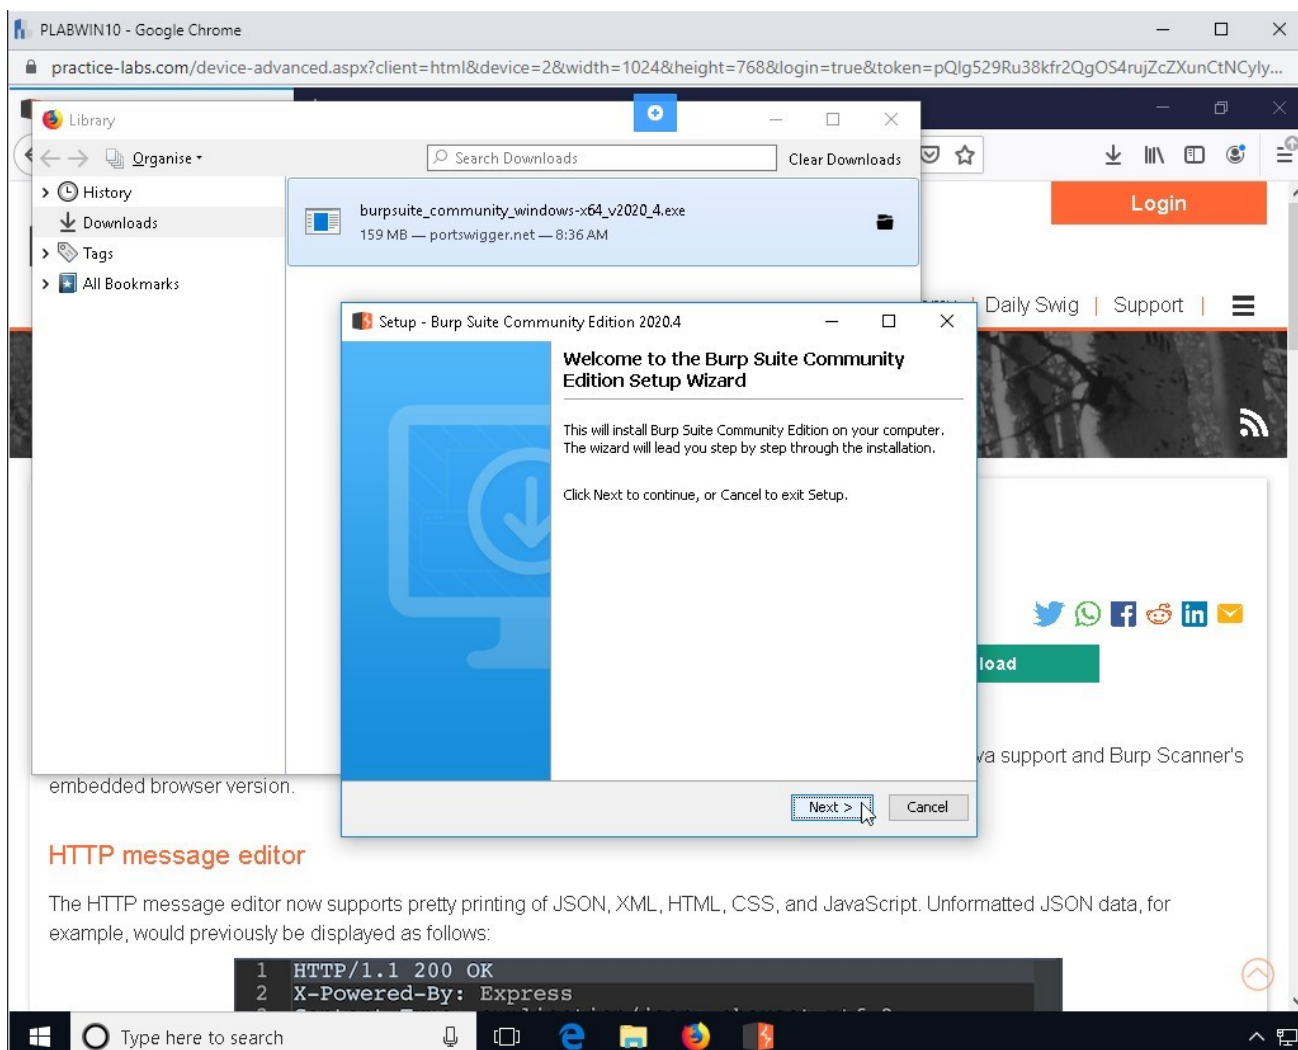 PLABWIN10 - Google Chrome
practice-labs.com/device-advanced.aspx?client=html&device=2&width=1024&height=768&login=true&token=pQlg529Ru38kfr2QgOS4rujZcZXunCtNCyly...
Library
Organise
Search Downloads
Clear Downloads
History
Downloads
Tags
All Bookmarks
burpsuite_community_windows-x64_v2020_4.exe
159 MB — portswigger.net — 8:36 AM
Login
Daily Swig | Support |
Setup - Burp Suite Community Edition 2020.4
Welcome to the Burp Suite Community
Edition Setup Wizard
This will install Burp Suite Community Edition on your computer.
The wizard will lead you step by step through the installation.
Click Next to continue, or Cancel to exit Setup.
Next >
Cancel
load
va support and Burp Scanner's
embedded browser version.
HTTP message editor
The HTTP message editor now supports pretty printing of JSON, XML, HTML, CSS, and JavaScript. Unformatted JSON data, for
example, would previously be displayed as follows:
1 HTTP/1.1 200 OK
2 X-Powered-By: Express
Type here to search